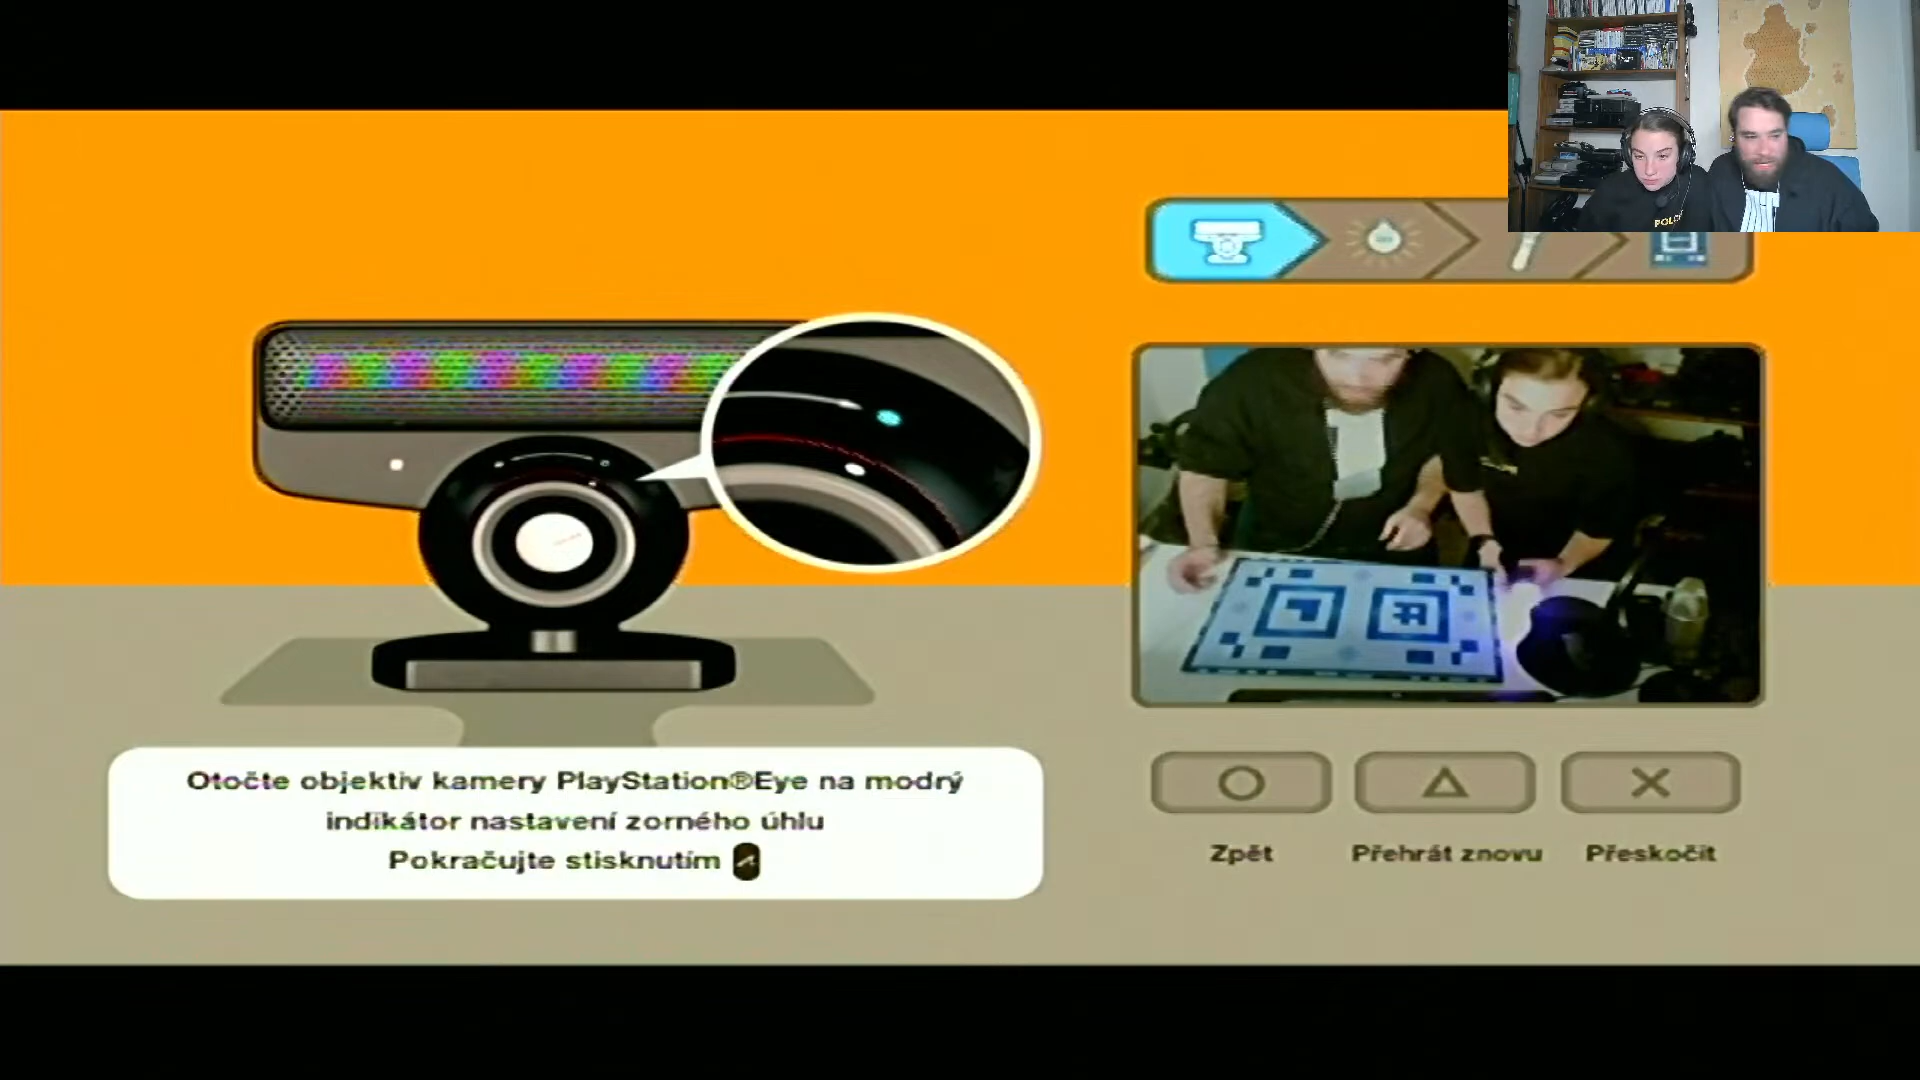 Otočte objektiv kamery PlayStation®Eye na modrý
indikátor nastavení zorného úhlu
Pokračujte stisknutím
Zpět
Přehrát znovu
Přeskočit